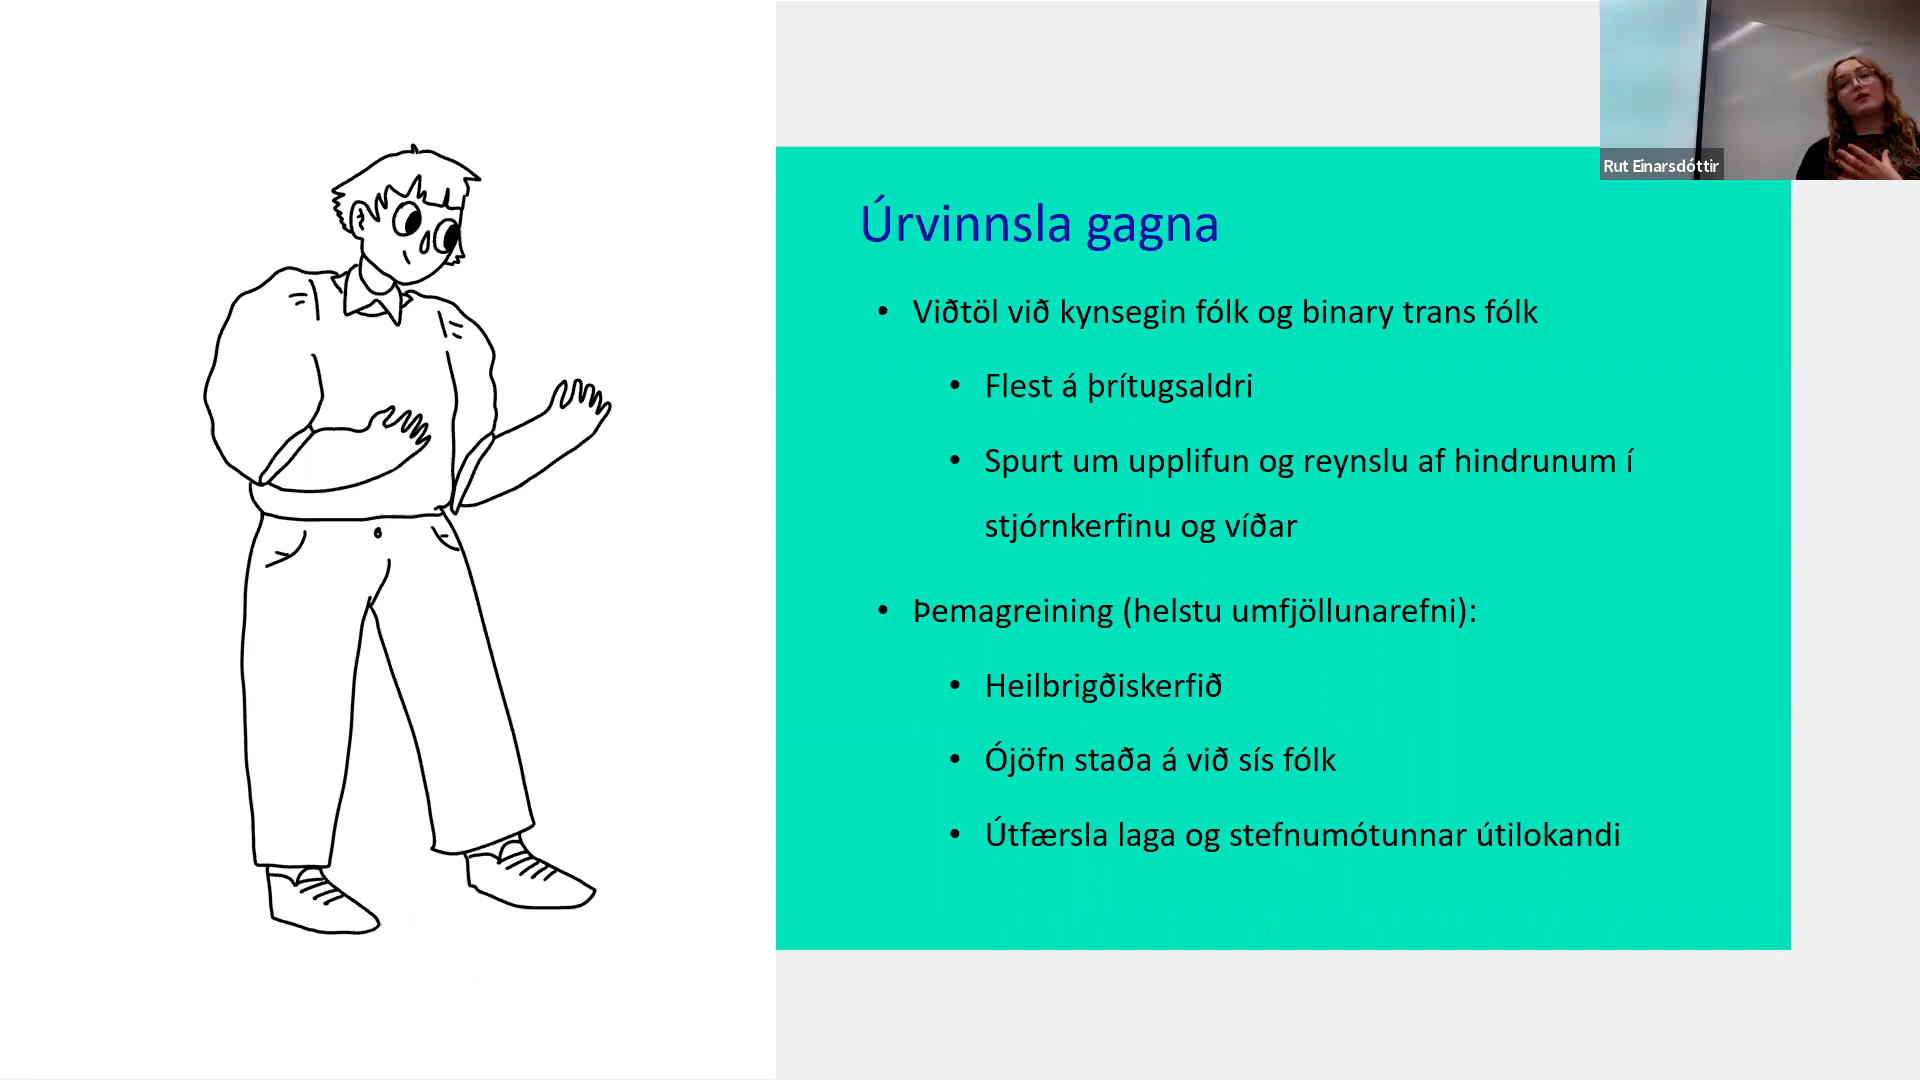 Rut Einarsdóttir
Úrvinnsla gagna
• Viðtöl við kynsegin fólk og binary trans fólk
• Flest á þrítugsaldri
• Spurt um upplifun og reynslu af hindrunum í
stjórnkerfinu og víðar
• Þemagreining (helstu umfjöllunarefni):
• Heilbrigðiskerfið
• Ójöfn staða á við sís fólk
• Útfærsla laga og stefnumótunnar útilokandi